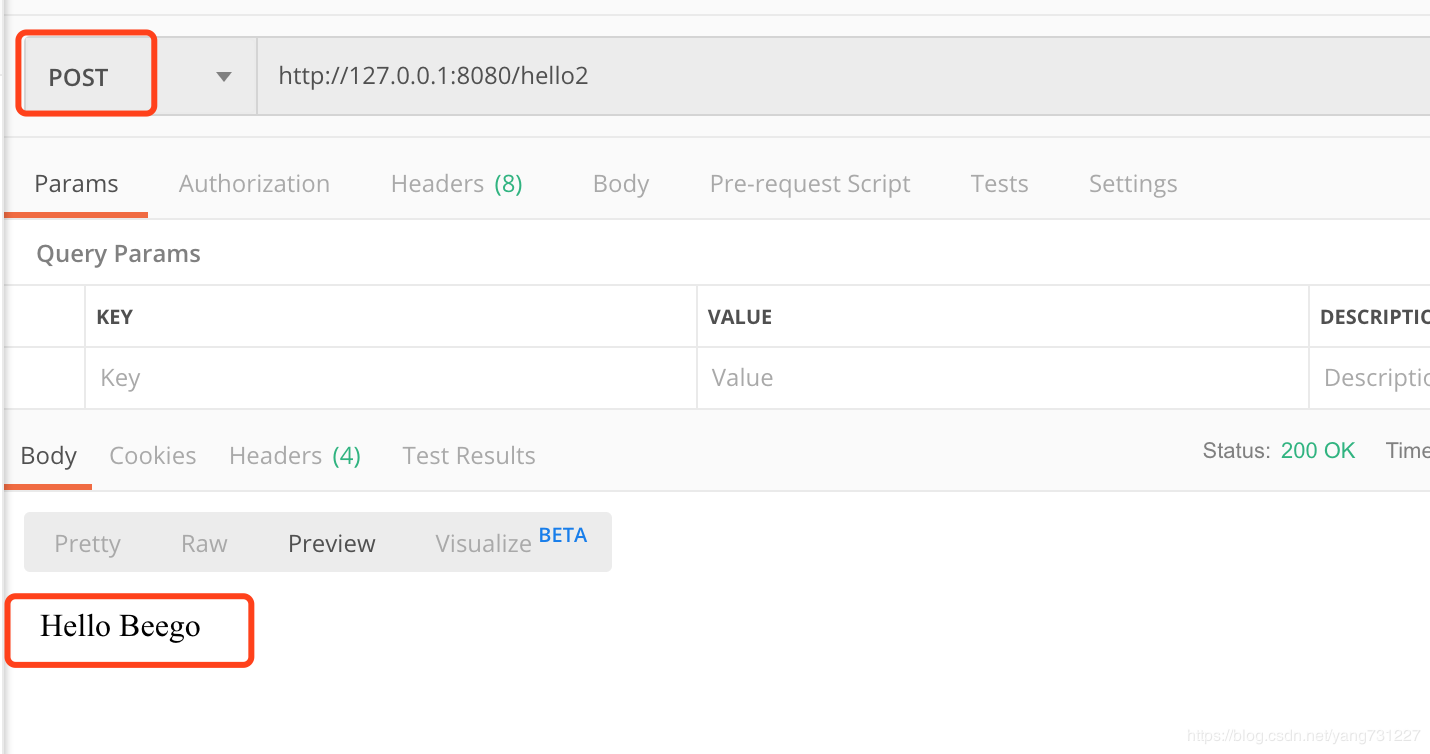 POST http://127.0.0.1:8080/hello2
Params Authorization Headers (8) Body Pre-request Script Tests Settings
Query Params
KEY VALUE DESCRIPTIO
Key Value Descriptio
Body Cookies Headers (4) Test Results Status: 200 OK Time
Pretty Raw Preview Visualize BETA
Hello Beego
https://blog.csdn.net/yang731227